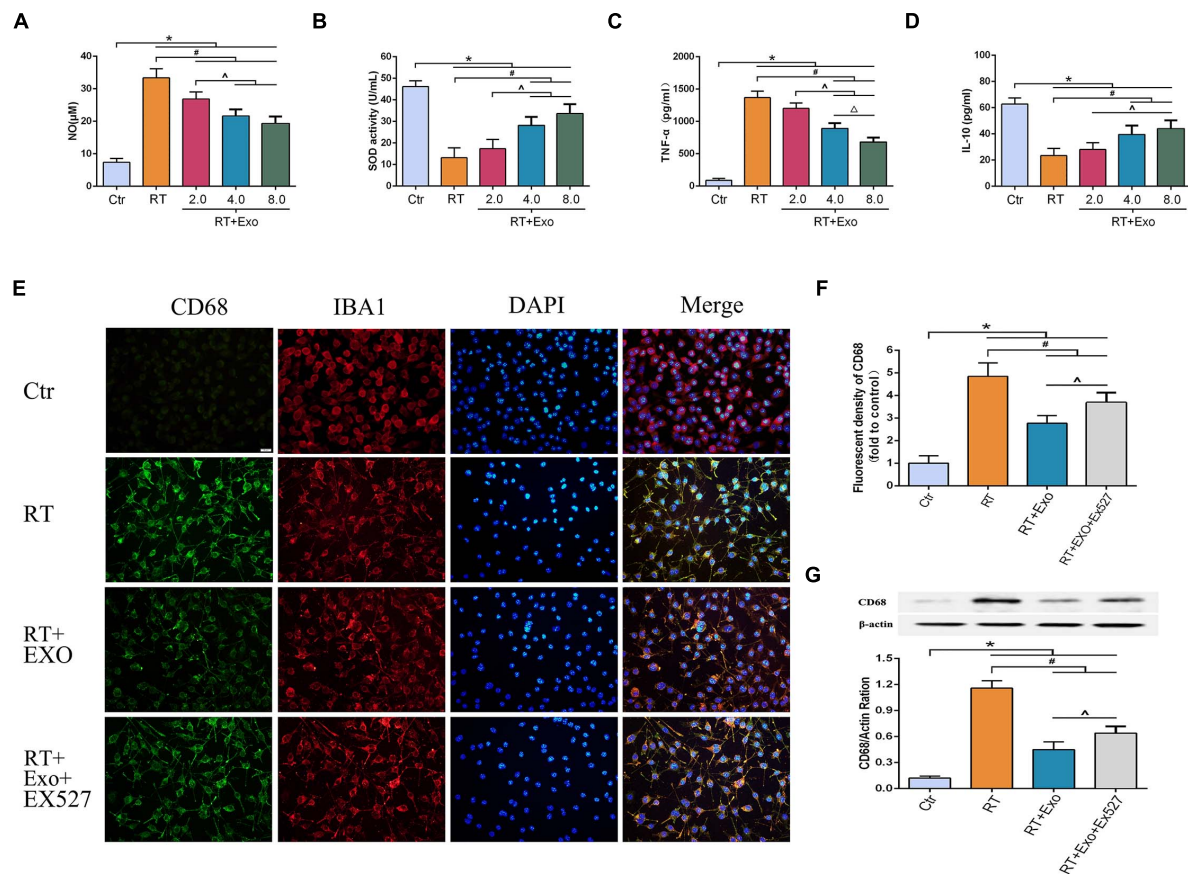 A
B
C
D
NO(μM)
40
30
20
10
0
*
#
^
Ctr
RT
2.0
4.0
8.0
RT+Exo
SOD activity (U/mL)
60
50
40
30
20
10
0
*
#
^
Ctr
RT
2.0
4.0
8.0
RT+Exo
TNF-α (pg/ml)
2000
1500
1000
500
0
*
#
^
△
Ctr
RT
2.0
4.0
8.0
RT+Exo
IL-10 (pg/ml)
100
80
60
40
20
0
*
#
^
Ctr
RT
2.0
4.0
8.0
RT+Exo
E
CD68
IBA1
DAPI
Merge
Ctr
RT
RT+
EXO
RT+
Exo+
EX527
F
Fluorescent density of CD68
(fold to control)
6
5
4
3
2
1
0
*
#
^
Ctr
RT
RT+Exo
RT+EXO+Ex527
G
CD68
β-actin
CD68/Actin Ration
1.5
1.2
0.9
0.6
0.3
0.0
*
#
^
Ctr
RT
RT+Exo
RT+Exo+Ex527